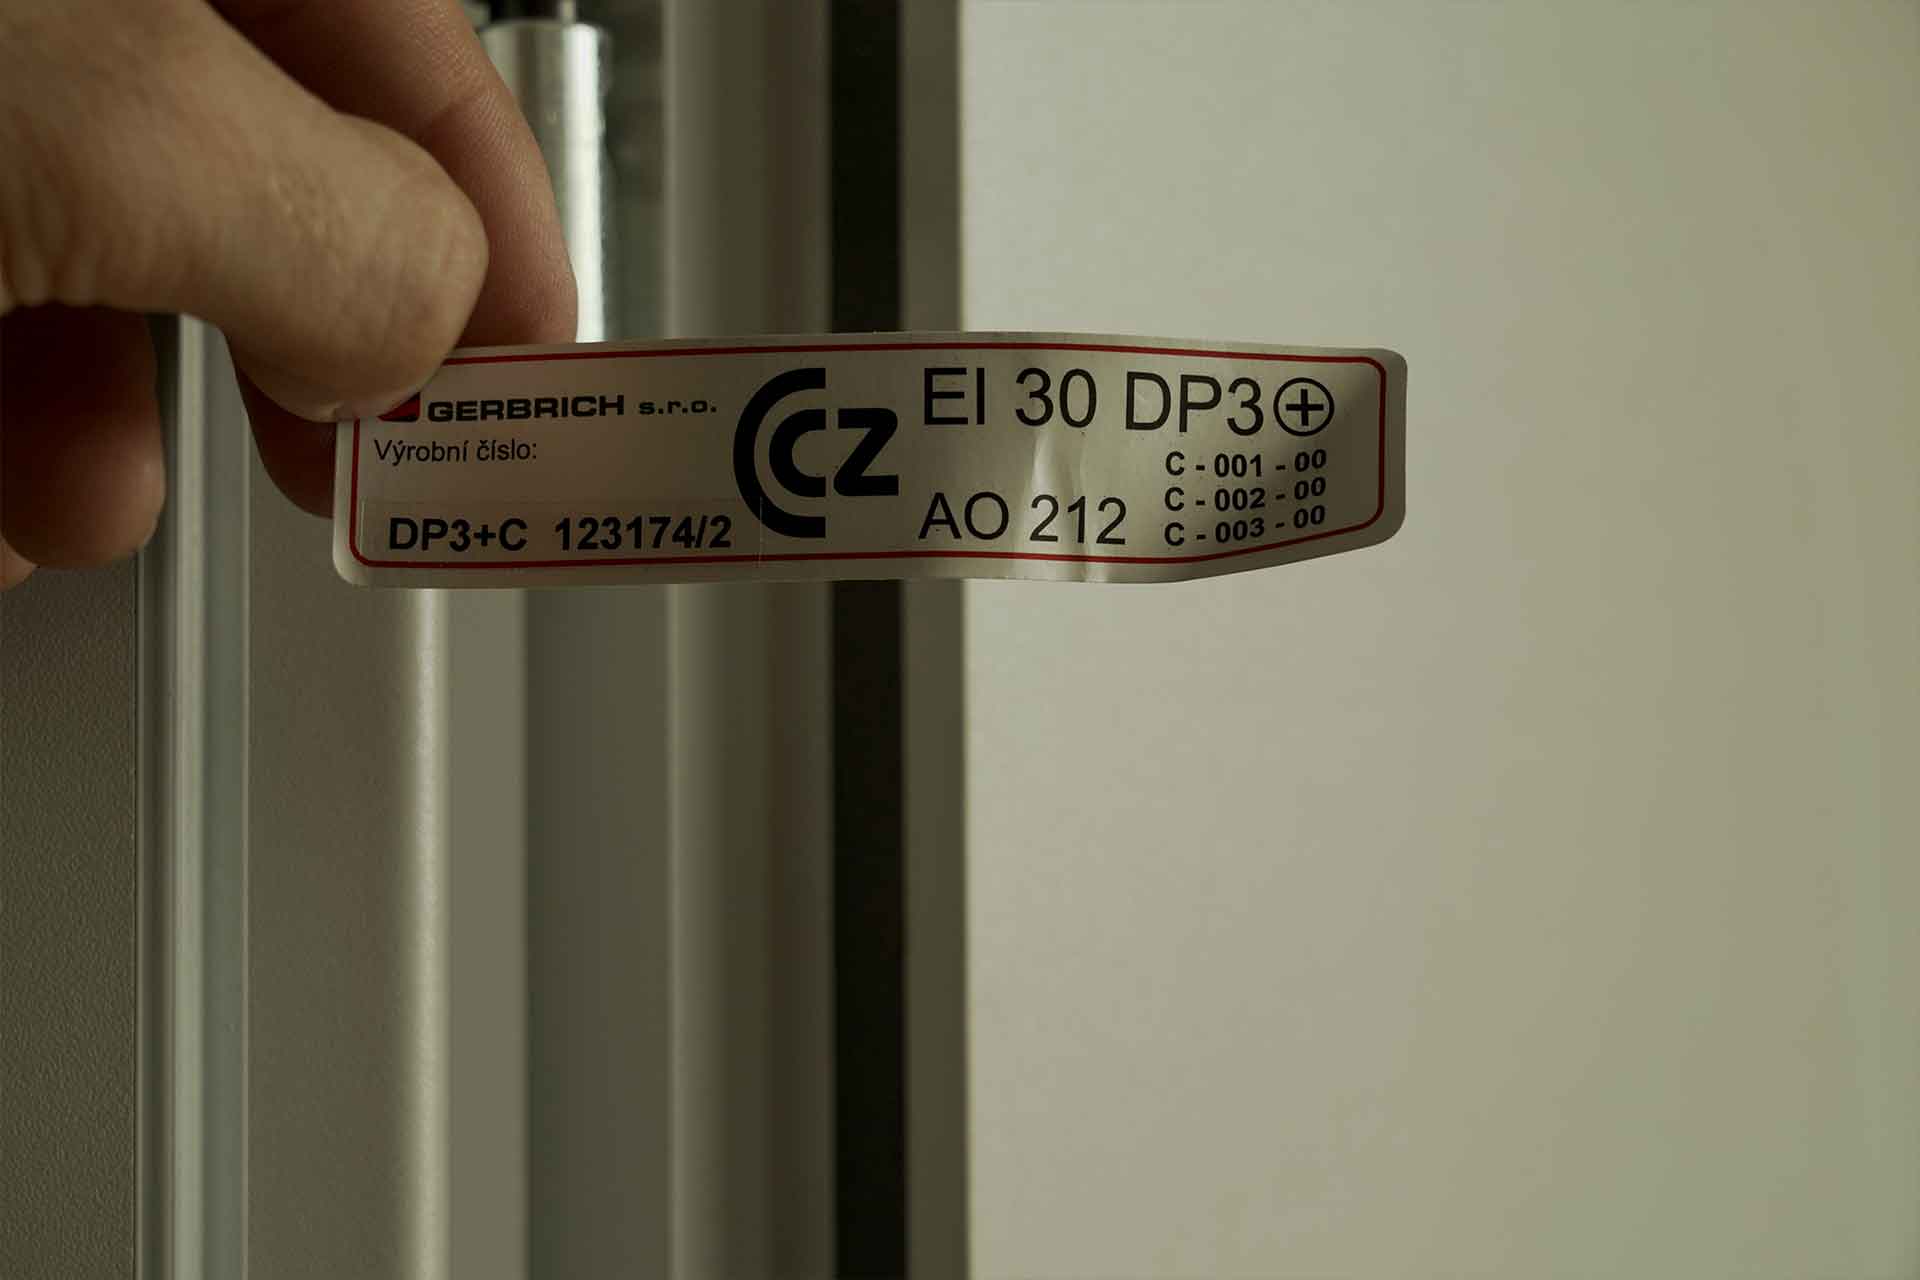 GERBRICH s.r.o.
Výrobní číslo:
DP3+C 123174/2
CCZ
EI 30 DP3⊕
AO 212
C - 001 - 00
C - 002 - 00
C - 003 - 00